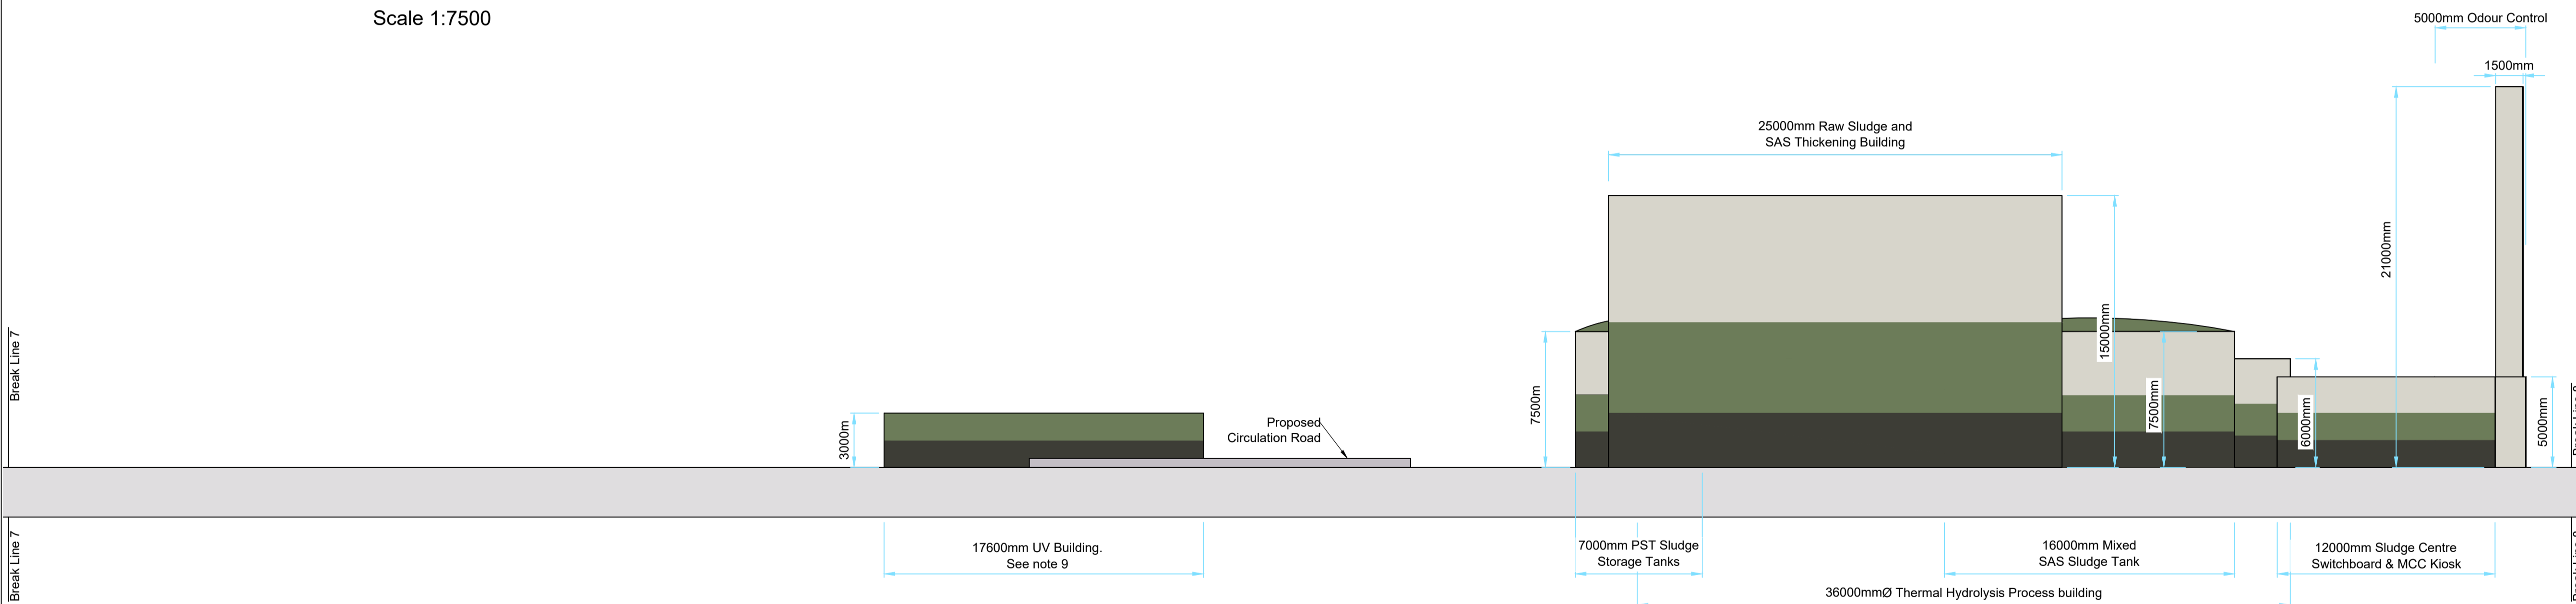 Scale 1:7500
5000mm Odour Control
1500mm
25000mm Raw Sludge and
SAS Thickening Building
21000mm
15000mm
Break Line 7
7500m
7500mm
6000mm
5000mm
3000m
Proposed
Circulation Road
Break Line 7
17600mm UV Building.
See note 9
7000mm PST Sludge
Storage Tanks
16000mm Mixed
SAS Sludge Tank
12000mm Sludge Centre
Switchboard & MCC Kiosk
36000mmØ Thermal Hydrolysis Process building